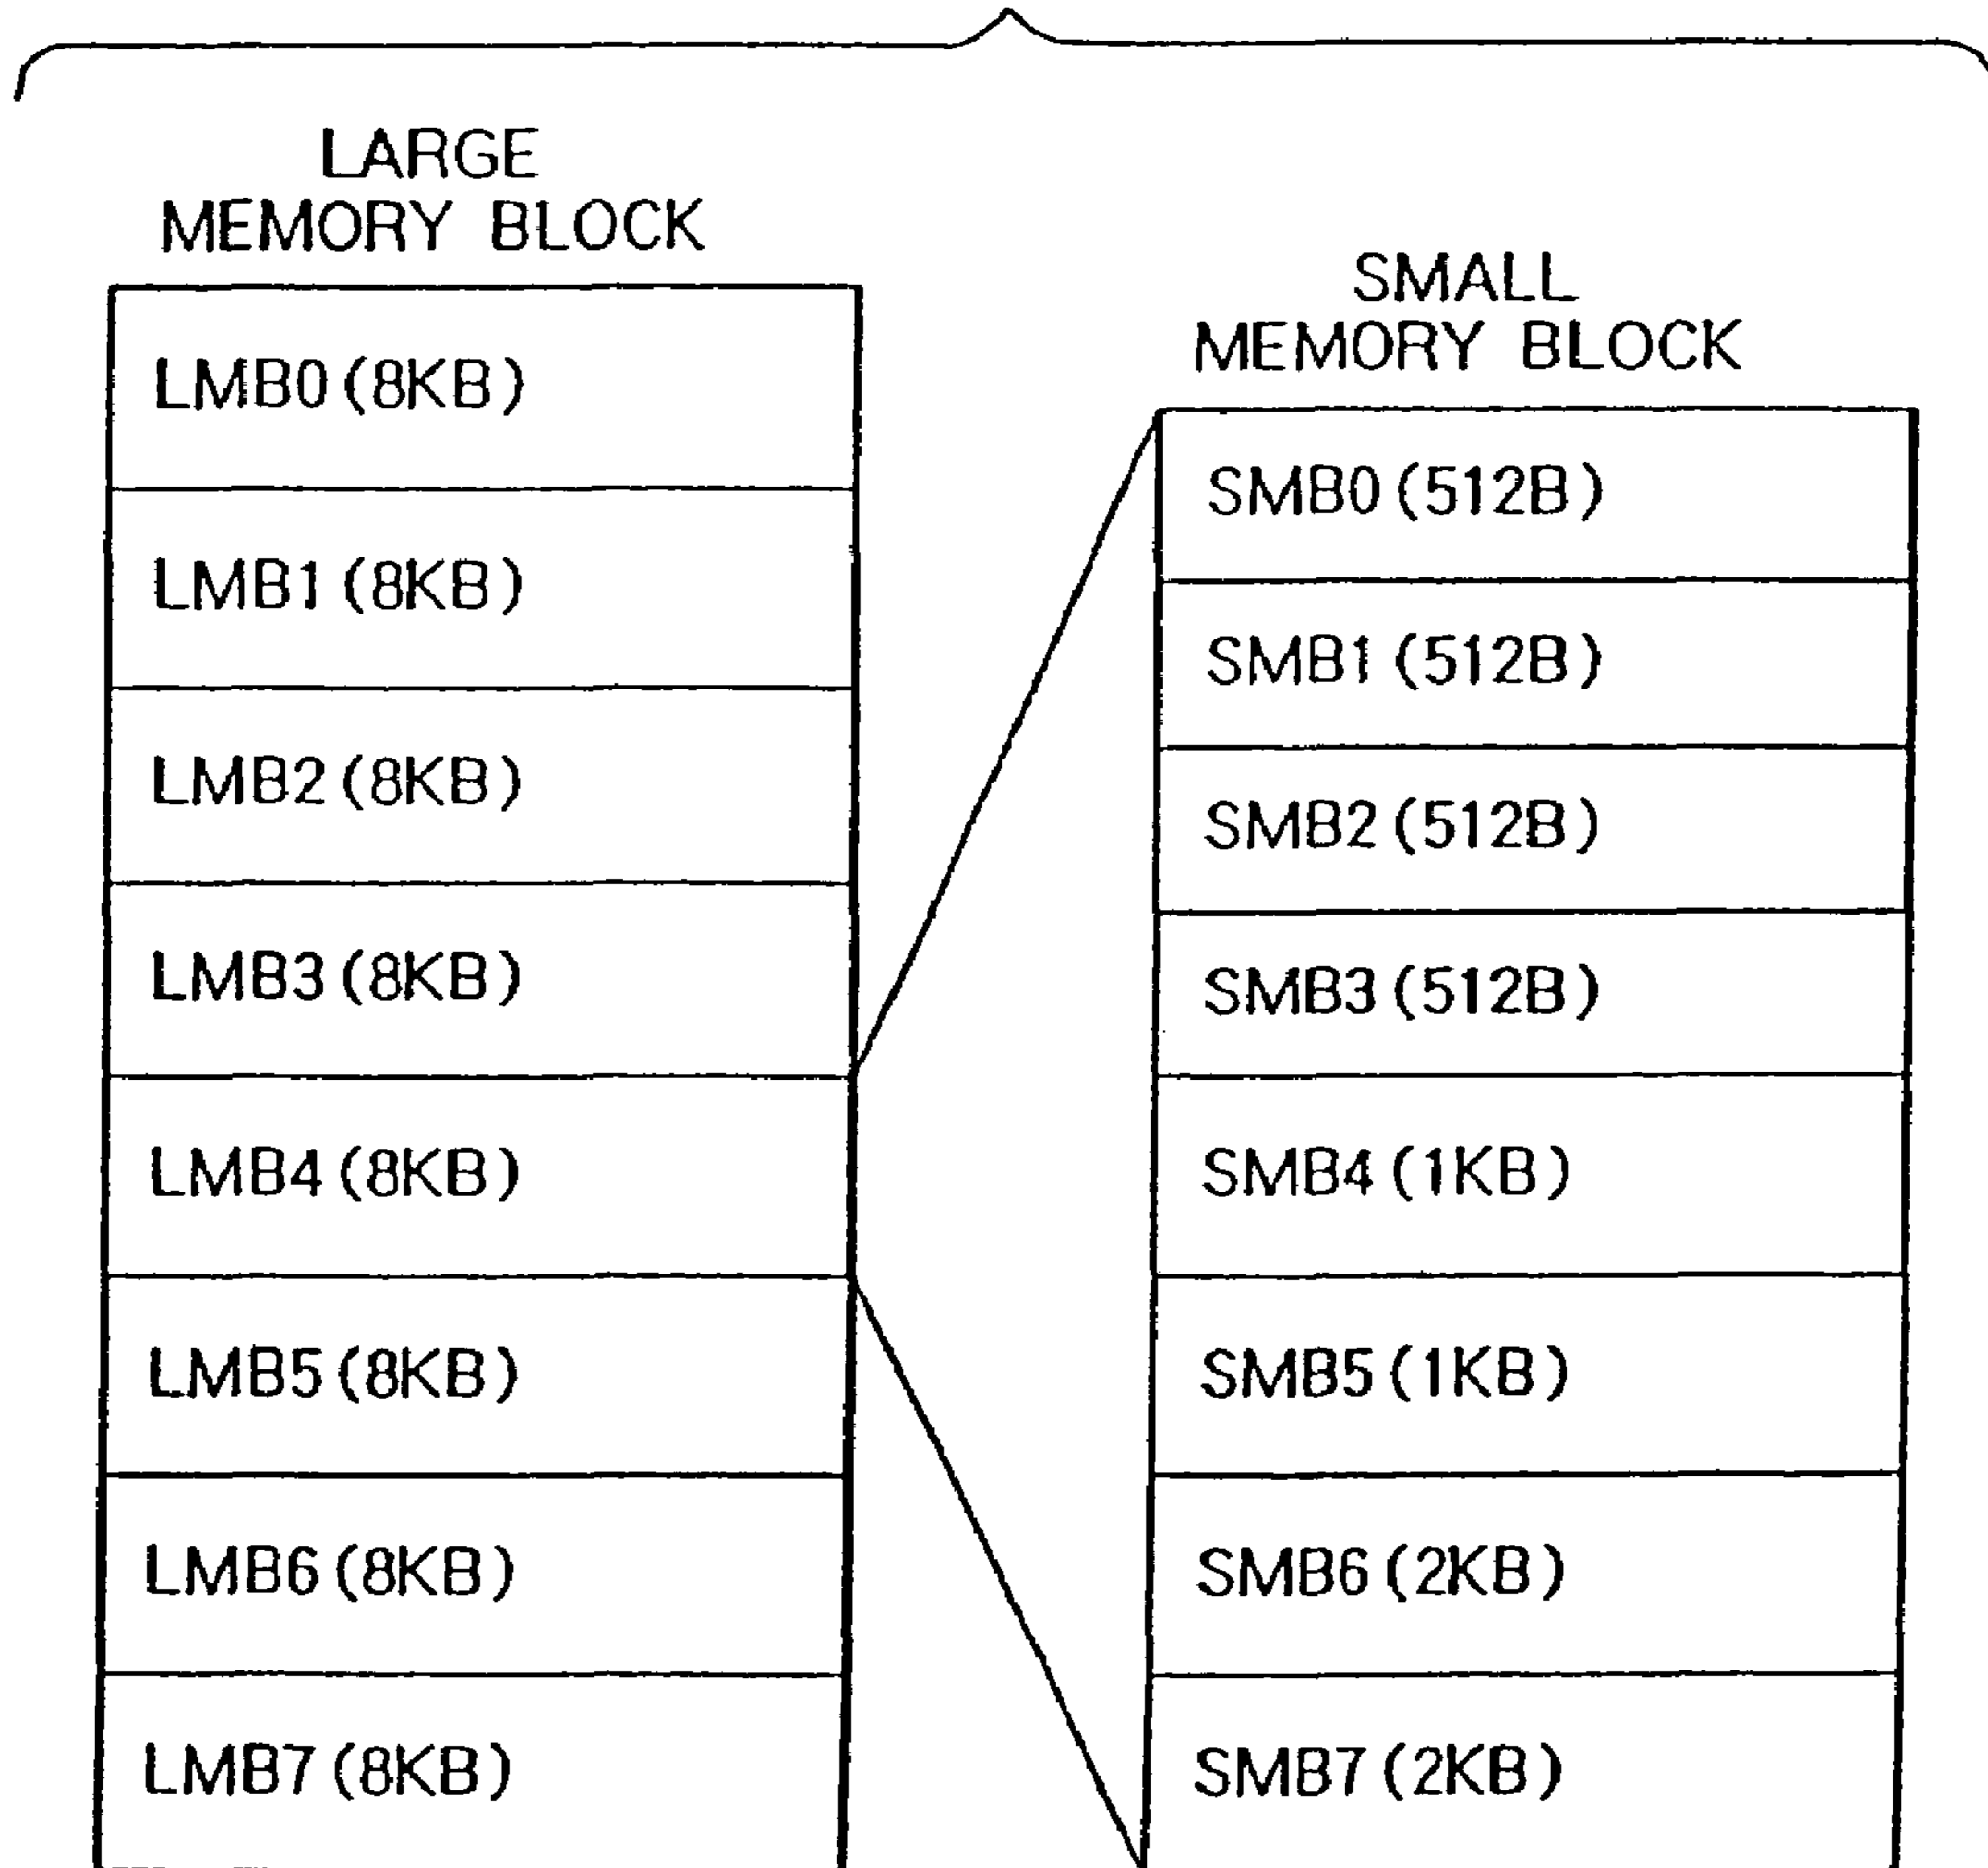 LARGE
MEMORY BLOCK
LMB0(8KB)
LMB1(8KB)
LMB2(8KB)
LMB3(8KB)
LMB4(8KB)
LMB5(8KB)
LMB6(8KB)
LMB7(8KB)
SMALL
MEMORY BLOCK
SMB0(512B)
SMB1(512B)
SMB2(512B)
SMB3(512B)
SMB4(1KB)
SMB5(1KB)
SMB6(2KB)
SMB7(2KB)